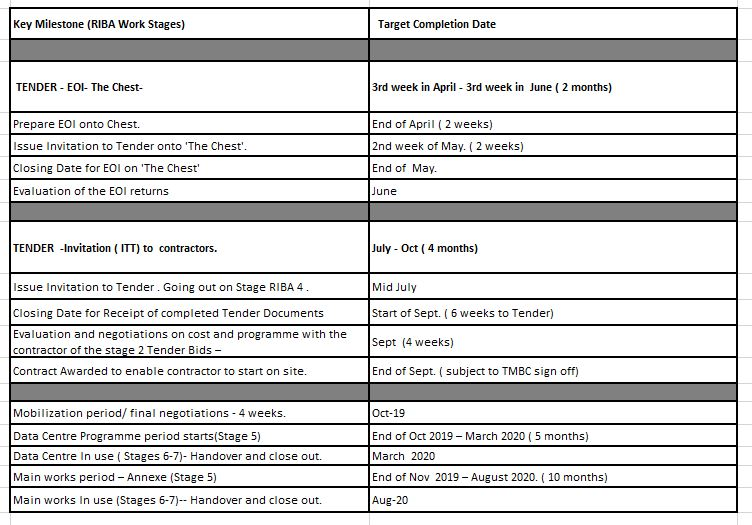 Key Milestone (RIBA Work Stages) Target Completion Date
TENDER - EOI- The Chest- 3rd week in April - 3rd week in June ( 2 months)
Prepare EOI onto Chest. End of April ( 2 weeks)
Issue Invitation to Tender onto 'The Chest'. 2nd week of May. ( 2 weeks)
Closing Date for EOI on 'The Chest' End of May.
Evaluation of the EOI returns June
TENDER -Invitation ( ITT) to contractors. July - Oct ( 4 months)
Issue Invitation to Tender . Going out on Stage RIBA 4 . Mid July
Closing Date for Receipt of completed Tender Documents Start of Sept. ( 6 weeks to Tender)
Evaluation and negotiations on cost and programme with the
contractor of the stage 2 Tender Bids – Sept (4 weeks)
Contract Awarded to enable contractor to start on site. End of Sept. ( subject to TMBC sign off)
Mobilization period/ final negotiations - 4 weeks. Oct-19
Data Centre Programme period starts(Stage 5) End of Oct 2019 – March 2020 ( 5 months)
Data Centre In use ( Stages 6-7)- Handover and close out. March 2020
Main works period – Annexe (Stage 5) End of Nov 2019 – August 2020. ( 10 months)
Main works In use (Stages 6-7)-- Handover and close out. Aug-20